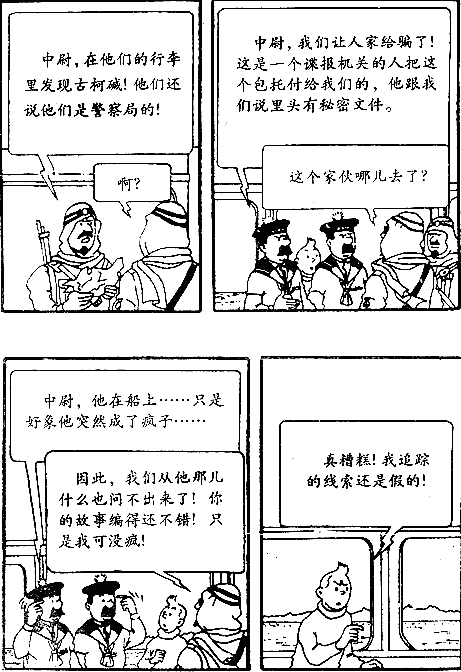 中尉，在他们的行李
里发现古柯碱！他们还
说他们是警察局的！
啊？
中尉，我们让人家给骗了！
这是一个谍报机关的人把这
个包托付给我们的，他跟我
们说里头有秘密文件。
这个家伙哪儿去了？
中尉，他在船上……只是
好象他突然成了疯子……
因此，我们从他那儿
什么也问不出来了！你
的故事编得还不错！只
是我可没疯！
真糟糕！我追踪
的线索还是假的！